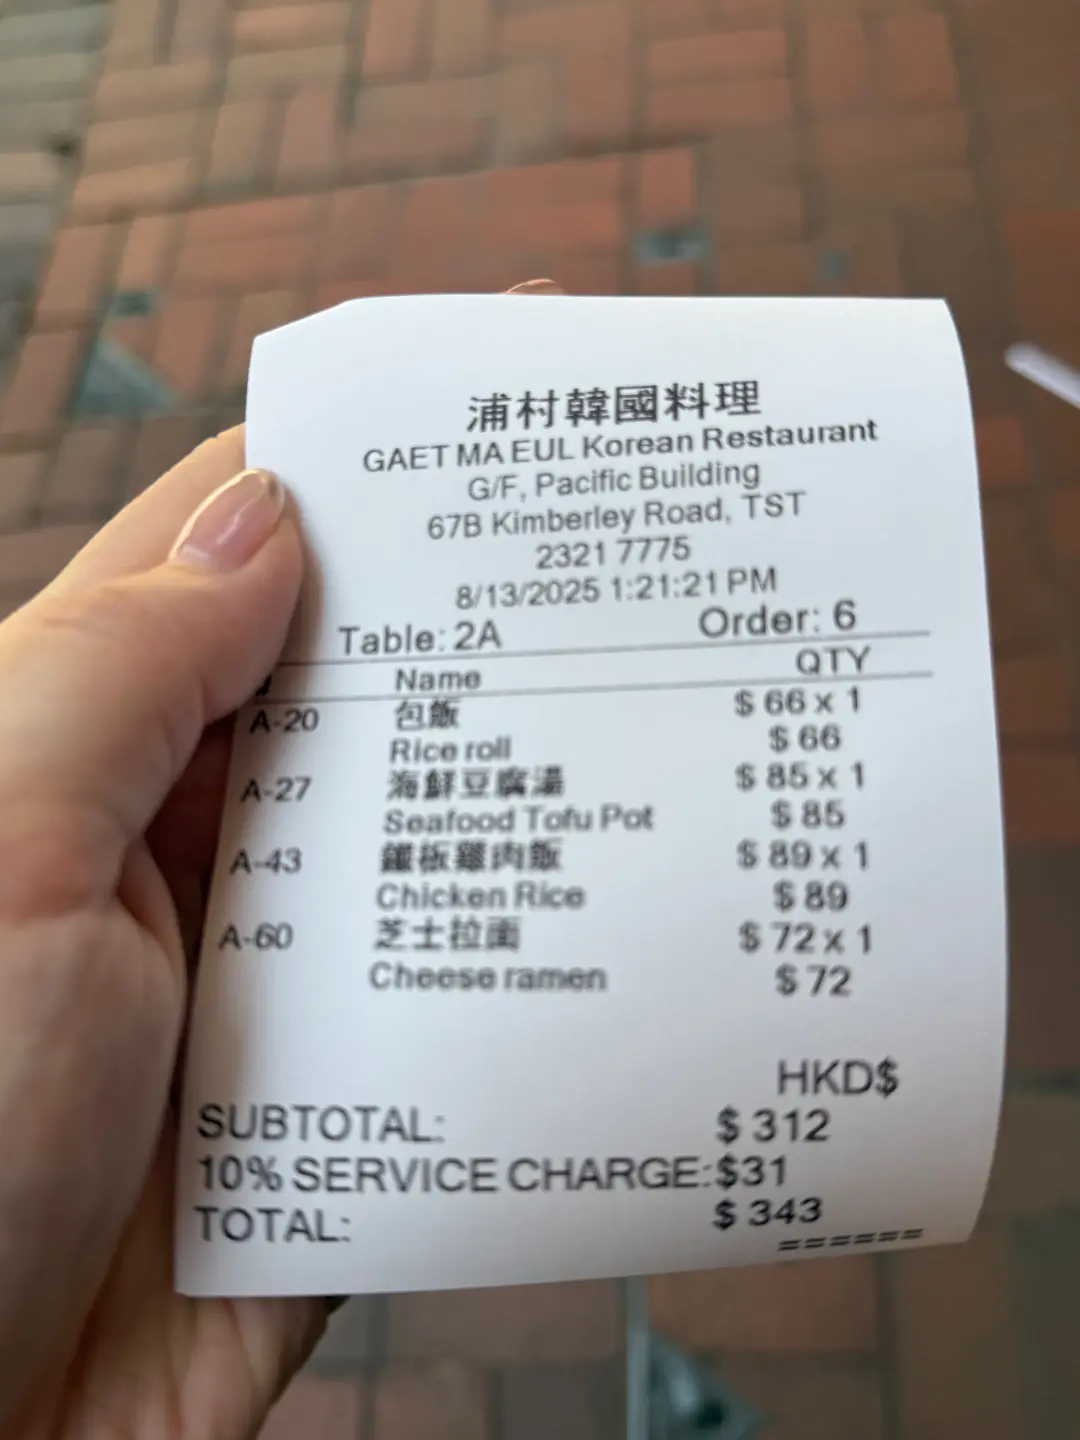 浦村韓國料理
GAET MA EUL Korean Restaurant
G/F, Pacific Building
67B Kimberley Road, TST
2321 7775
8/13/2025 1:21:21 PM
Table: 2A Order: 6
Name QTY
A-20 包飯 $ 66 x 1
Rice roll $ 66
A-27 海鮮豆腐湯 $ 85 x 1
Seafood Tofu Pot $ 85
A-43 鐵板雞肉飯 $ 89 x 1
Chicken Rice $ 89
A-60 芝士拉面 $ 72 x 1
Cheese ramen $ 72
HKD$
SUBTOTAL: $ 312
10% SERVICE CHARGE:$31
TOTAL: $ 343
======